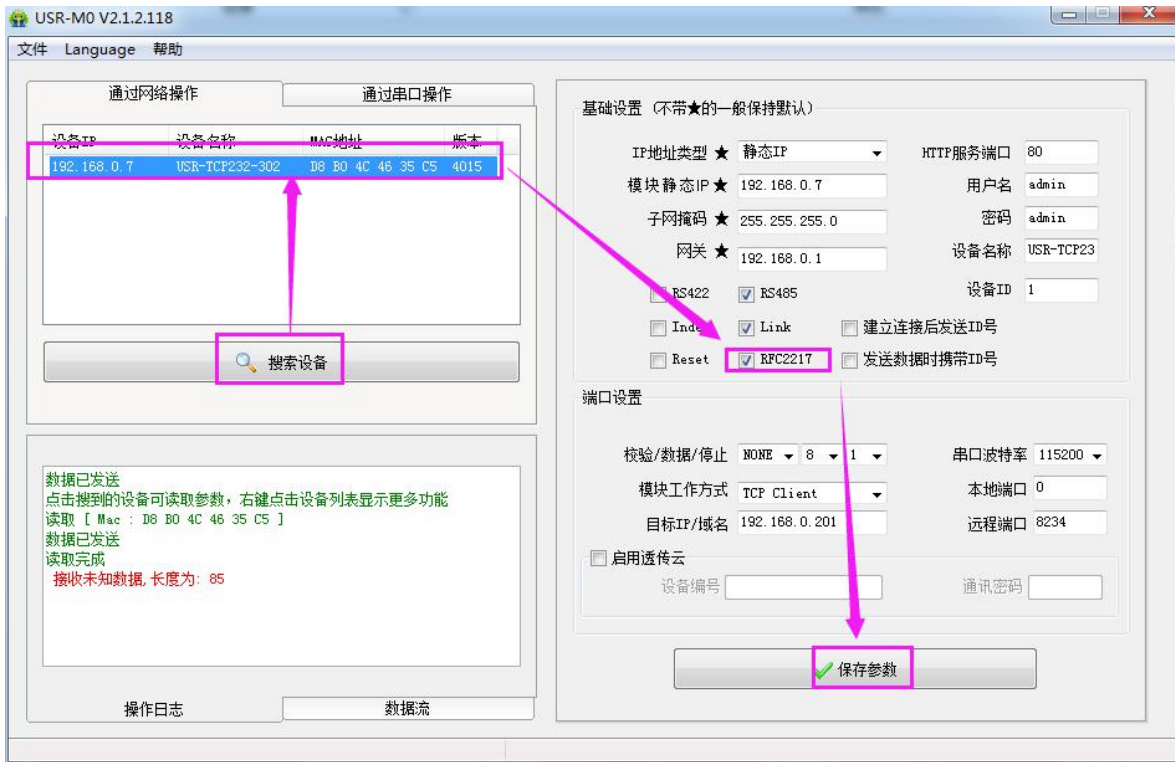 USR-M0 V2.1.2.118
文件 Language 帮助
通过网络操作 通过串口操作
设备IP 设备名称 MAC地址 版本
192.168.0.7 USR-TCP232-302 D8 B0 4C 46 35 C5 4015
搜索设备
数据已发送
点击搜到的设备可读取参数，右键点击设备列表显示更多功能
读取 [ Mac : D8 B0 4C 46 35 C5 ]
数据已发送
读取完成
接收未知数据,长度为: 85
操作日志 数据流
基础设置 (不带★的一般保持默认)
IP地址类型 ★ 静态IP HTTP服务端口 80
模块静态IP ★ 192.168.0.7 用户名 admin
子网掩码 ★ 255.255.255.0 密码 admin
网关 ★ 192.168.0.1 设备名称 USR-TCP23
RS422 RS485 设备ID 1
Link 建立连接后发送ID号
Reset RFC2217 发送数据时携带ID号
端口设置
校验/数据/停止 NONE 8 1 串口波特率 115200
模块工作方式 TCP Client 本地端口 0
目标IP/域名 192.168.0.201 远程端口 8234
启用透传云
设备编号 通讯密码
保存参数